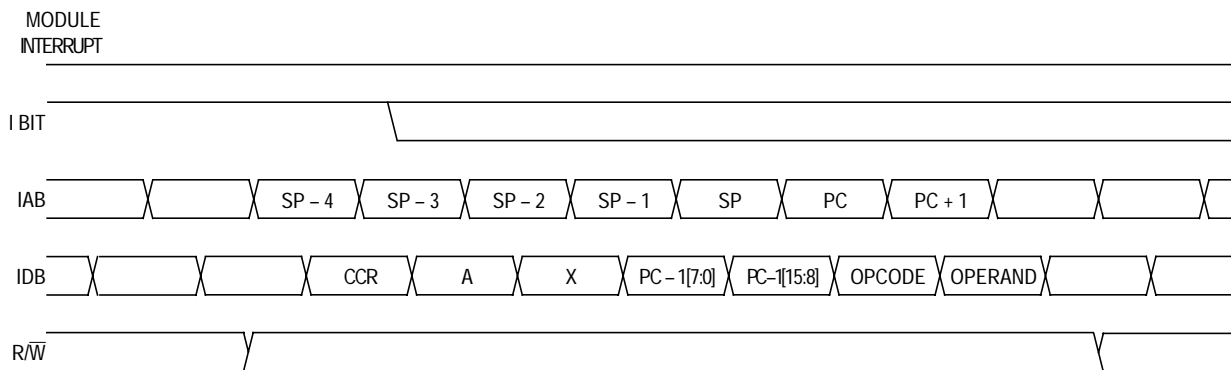 MODULE
INTERRUPT
I BIT
IAB SP – 4 SP – 3 SP – 2 SP – 1 SP PC PC + 1
IDB CCR A X PC – 1[7:0] PC–1[15:8] OPCODE OPERAND
R/W̅